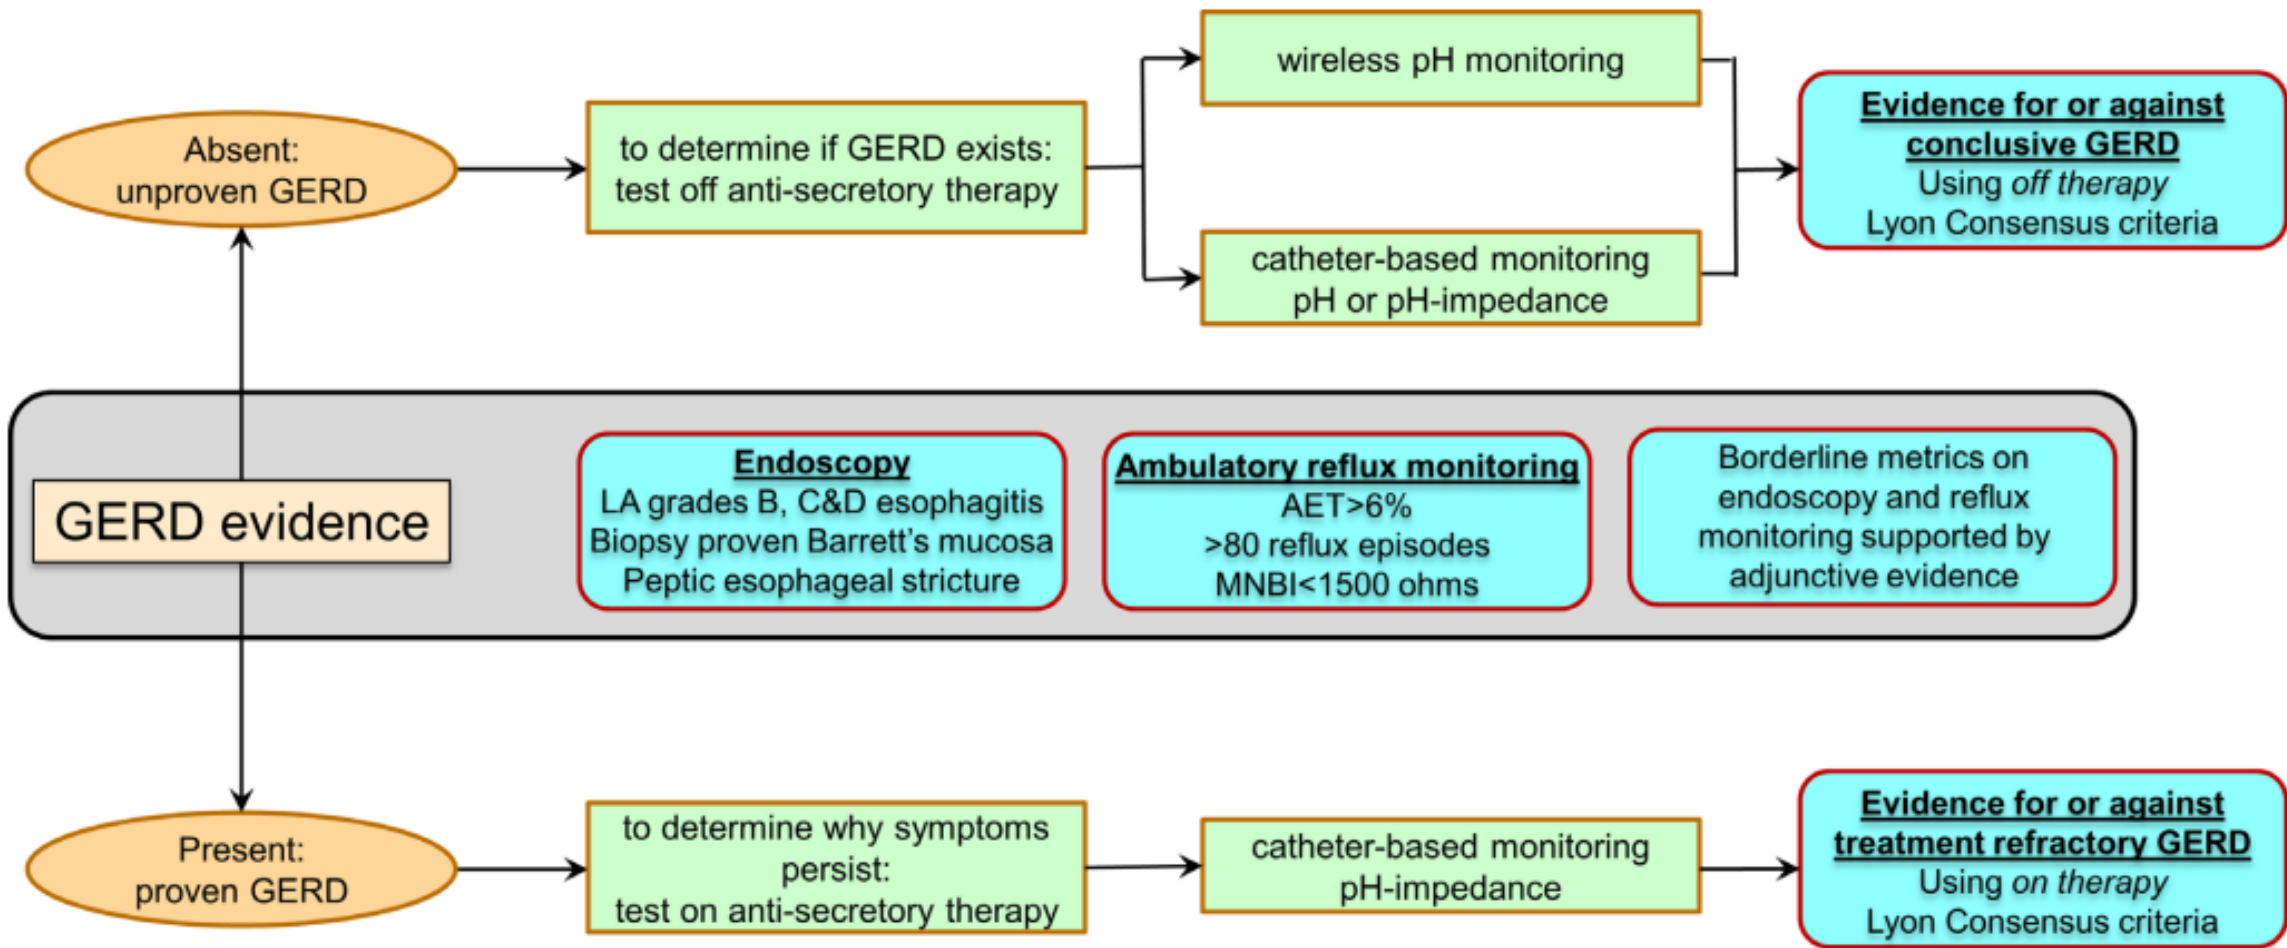 wireless pH monitoring
Absent:
unproven GERD
to determine if GERD exists:
test off anti-secretory therapy
Evidence for or against
conclusive GERD
Using off therapy
Lyon Consensus criteria
catheter-based monitoring
pH or pH-impedance
GERD evidence
Endoscopy
LA grades B, C&D esophagitis
Biopsy proven Barrett's mucosa
Peptic esophageal stricture
Ambulatory reflux monitoring
AET>6%
>80 reflux episodes
MNBI<1500 ohms
Borderline metrics on
endoscopy and reflux
monitoring supported by
adjunctive evidence
Present:
proven GERD
to determine why symptoms
persist:
test on anti-secretory therapy
catheter-based monitoring
pH-impedance
Evidence for or against
treatment refractory GERD
Using on therapy
Lyon Consensus criteria